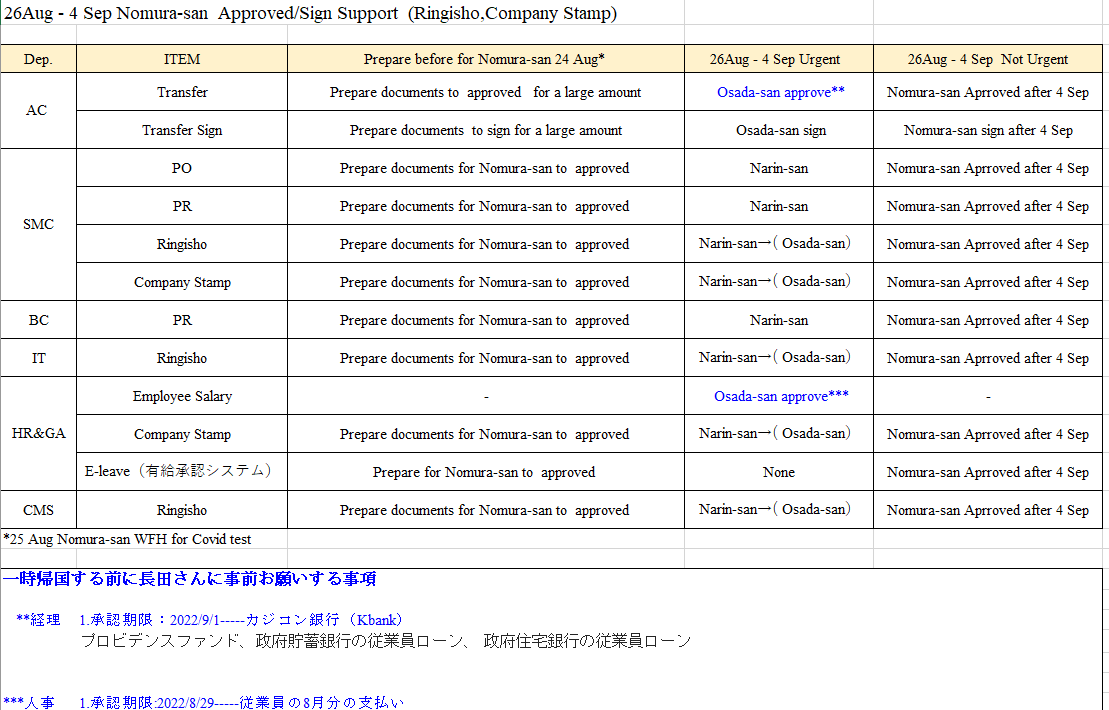 26Aug - 4 Sep Nomura-san Approved/Sign Support (Ringisho,Company Stamp)
Dep. ITEM Prepare before for Nomura-san 24 Aug* 26Aug - 4 Sep Urgent 26Aug - 4 Sep Not Urgent
AC
Transfer Prepare documents to approved for a large amount Osada-san approve** Nomura-san Aprroved after 4 Sep
Transfer Sign Prepare documents to sign for a large amount Osada-san sign Nomura-san sign after 4 Sep
SMC
PO Prepare documents for Nomura-san to approved Narin-san Nomura-san Aprroved after 4 Sep
PR Prepare documents for Nomura-san to approved Narin-san Nomura-san Aprroved after 4 Sep
Ringisho Prepare documents for Nomura-san to approved Narin-san→( Osada-san) Nomura-san Aprroved after 4 Sep
Company Stamp Prepare documents for Nomura-san to approved Narin-san→( Osada-san) Nomura-san Aprroved after 4 Sep
BC PR Prepare documents for Nomura-san to approved Narin-san Nomura-san Aprroved after 4 Sep
IT Ringisho Prepare documents for Nomura-san to approved Narin-san→( Osada-san) Nomura-san Aprroved after 4 Sep
HR&GA
Employee Salary - Osada-san approve*** -
Company Stamp Prepare documents for Nomura-san to approved Narin-san→( Osada-san) Nomura-san Aprroved after 4 Sep
E-leave（有給承認システム） Prepare for Nomura-san to approved None Nomura-san Aprroved after 4 Sep
CMS Ringisho Prepare documents for Nomura-san to approved Narin-san→( Osada-san) Nomura-san Aprroved after 4 Sep
*25 Aug Nomura-san WFH for Covid test
一時帰国する前に長田さんに事前お願いする事項
**経理 1.承認期限：2022/9/1-----カジコン銀行（Kbank）
プロビデンスファンド、政府貯蓄銀行の従業員ローン、 政府住宅銀行の従業員ローン
***人事 1.承認期限:2022/8/29-----従業員の8月分の支払い